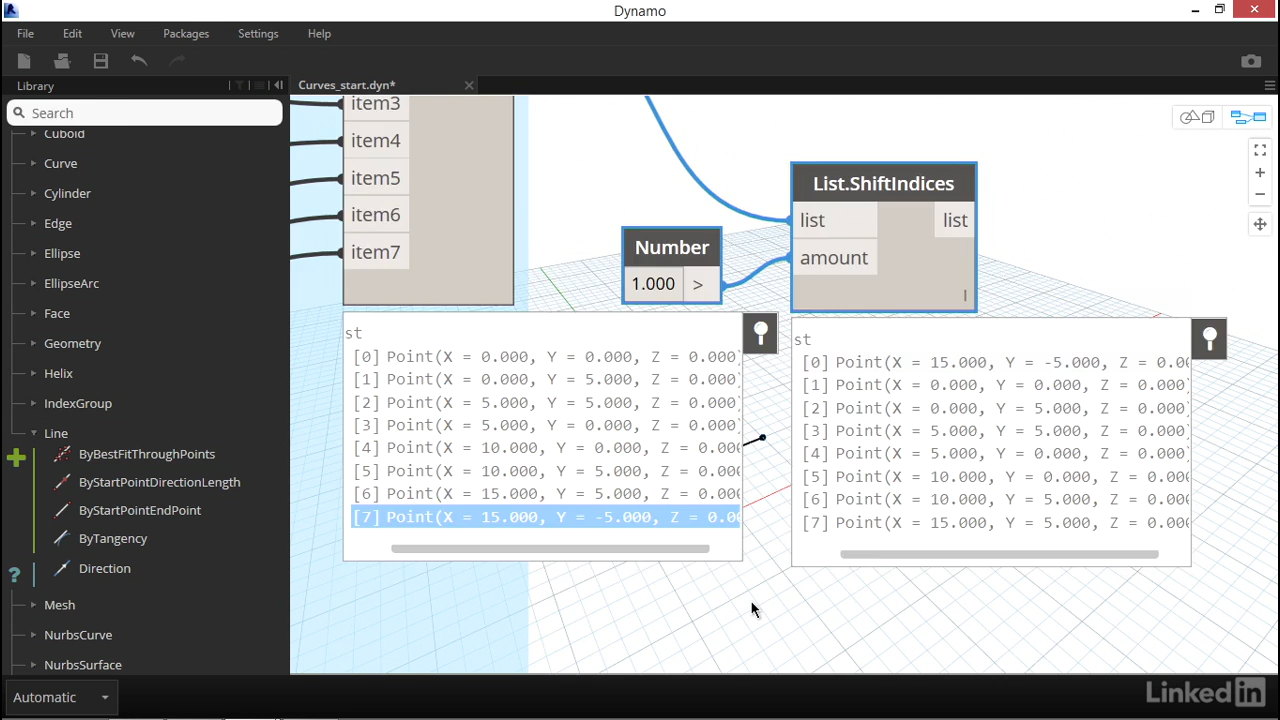 Dynamo
File Edit View Packages Settings Help
Library
Curves_start.dyn*
Search
Cuboid
Curve
Cylinder
Edge
Ellipse
EllipseArc
Face
Geometry
Helix
IndexGroup
Line
ByBestFitThroughPoints
ByStartPointDirectionLength
ByStartPointEndPoint
ByTangency
? Direction
Mesh
NurbsCurve
NurbsSurface
Automatic
item3
item4
item5
item6
item7
Number
1.000 >
List.ShiftIndices
list list
amount
st
[0] Point(X = 0.000, Y = 0.000, Z = 0.000)
[1] Point(X = 0.000, Y = 5.000, Z = 0.000)
[2] Point(X = 5.000, Y = 5.000, Z = 0.000)
[3] Point(X = 5.000, Y = 0.000, Z = 0.000)
[4] Point(X = 10.000, Y = 0.000, Z = 0.000
[5] Point(X = 10.000, Y = 5.000, Z = 0.000
[6] Point(X = 15.000, Y = 5.000, Z = 0.000
[7] Point(X = 15.000, Y = -5.000, Z = 0.00
st
[0] Point(X = 15.000, Y = -5.000, Z = 0.00
[1] Point(X = 0.000, Y = 0.000, Z = 0.000)
[2] Point(X = 0.000, Y = 5.000, Z = 0.000)
[3] Point(X = 5.000, Y = 5.000, Z = 0.000)
[4] Point(X = 5.000, Y = 0.000, Z = 0.000)
[5] Point(X = 10.000, Y = 0.000, Z = 0.000
[6] Point(X = 10.000, Y = 5.000, Z = 0.000
[7] Point(X = 15.000, Y = 5.000, Z = 0.000
LinkedIn